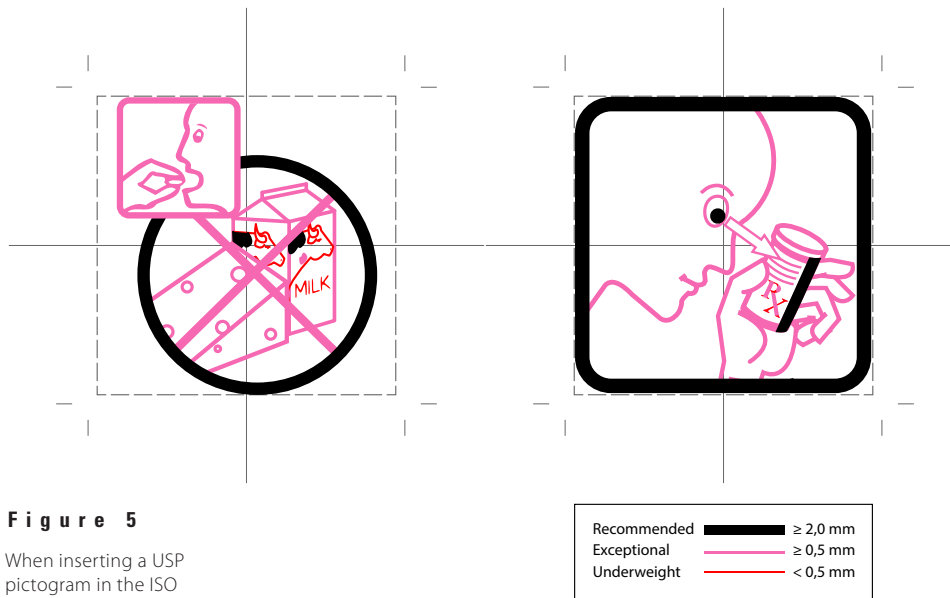 MiLK
RX
Figure 5
When inserting a USP
pictogram in the ISO
Recommended ≥ 2,0 mm
Exceptional ≥ 0,5 mm
Underweight < 0,5 mm